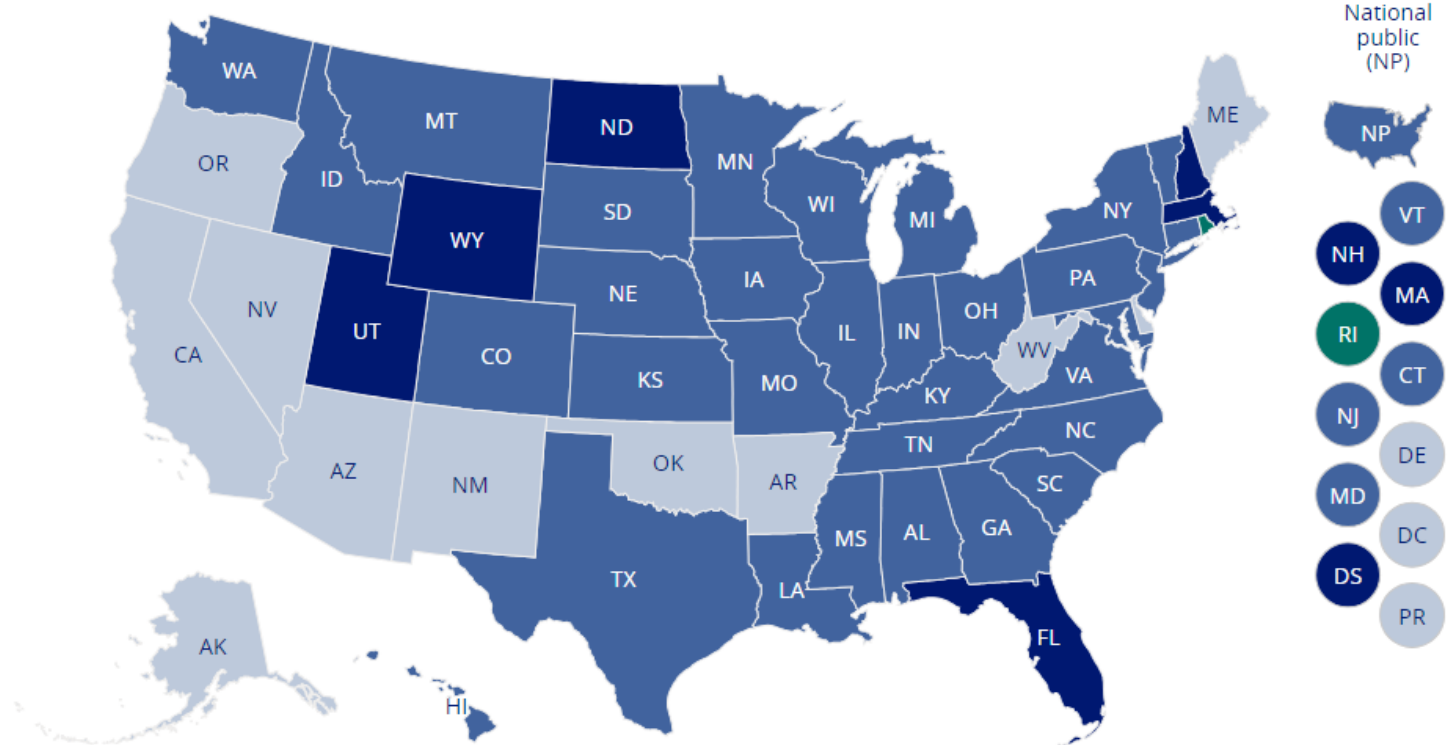 National
public
(NP)
NP
WA
MT
ND
MN
ME
OR
ID
SD
WI
MI
NY
VT
WY
NH
NE
IA
PA
MA
NV
UT
CO
IL
IN
OH
RI
CA
KS
MO
WV
VA
CT
KY
NJ
AZ
NM
OK
AR
TN
NC
DE
SC
MD
MS
AL
GA
DC
TX
LA
DS
FL
PR
AK
HI